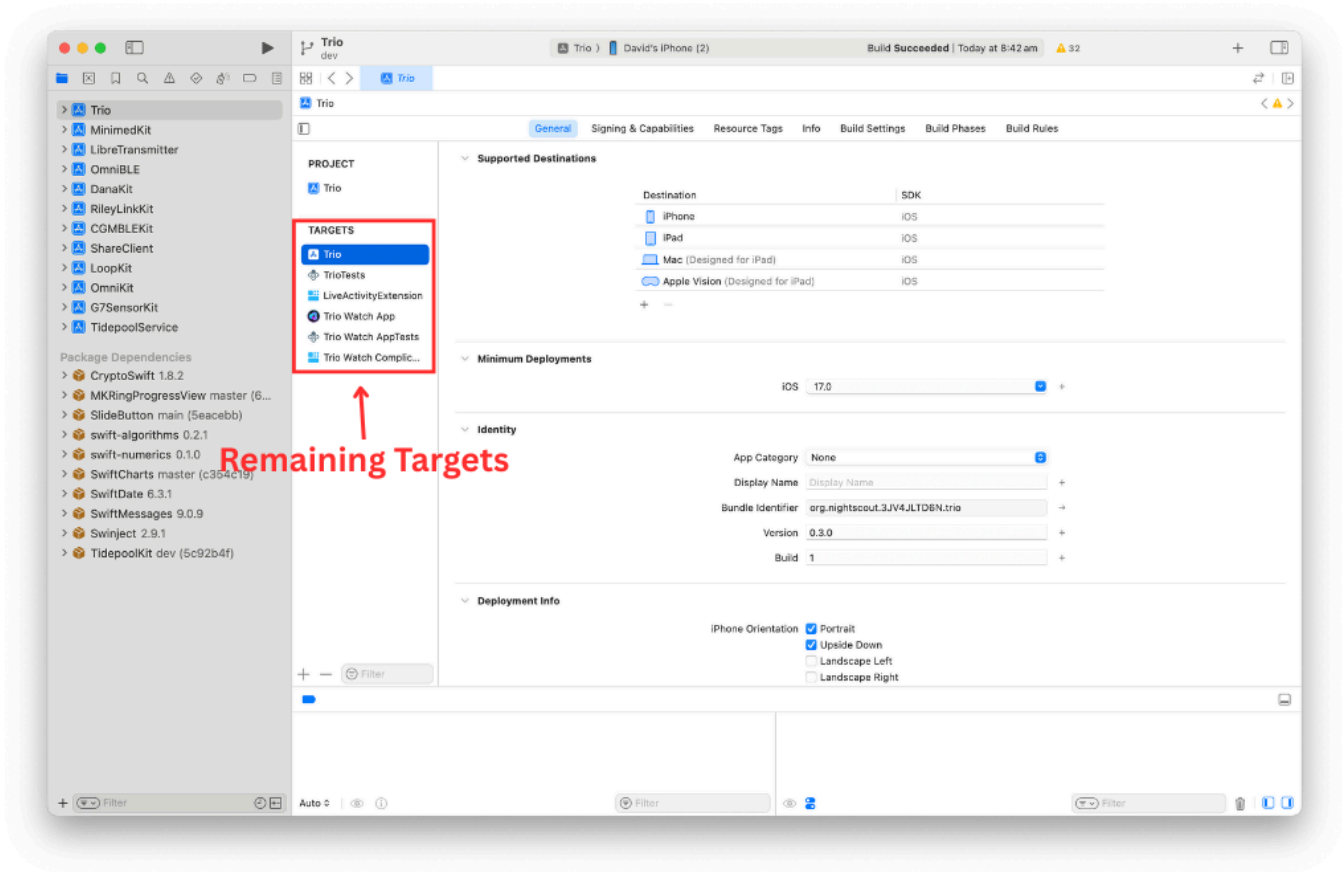 Trio
dev
Trio
David's iPhone (2)
Build Succeeded | Today at 8:42 am
32
Trio
Trio
MinimedKit
LibreTransmitter
OmniBLE
DanaKit
RileyLinkKit
CGMBLEKit
ShareClient
LoopKit
OmniKit
G7SensorKit
TidepoolService
Package Dependencies
CryptoSwift 1.8.2
MKRingProgressView master (6...
SlideButton main (5eacebb)
swift-algorithms 0.2.1
swift-numerics 0.1.0
SwiftCharts master (c354c19)
SwiftDate 6.3.1
SwiftMessages 9.0.9
Swinject 2.9.1
TidepoolKit dev (5c92b4f)
Filter
Trio
General
Signing & Capabilities
Resource Tags
Info
Build Settings
Build Phases
Build Rules
PROJECT
Trio
TARGETS
Trio
TrioTests
LiveActivityExtension
Trio Watch App
Trio Watch AppTests
Trio Watch Complic...
Remaining Targets
Filter
Supported Destinations
Destination SDK
iPhone iOS
iPad iOS
Mac (Designed for iPad) iOS
Apple Vision (Designed for iPad) iOS
Minimum Deployments
iOS 17.0
Identity
App Category None
Display Name Display Name
Bundle Identifier org.nightscout.3JV4JLTD6N.trio
Version 0.3.0
Build 1
Deployment Info
iPhone Orientation Portrait
Upside Down
Landscape Left
Landscape Right
Auto
Filter
Filter